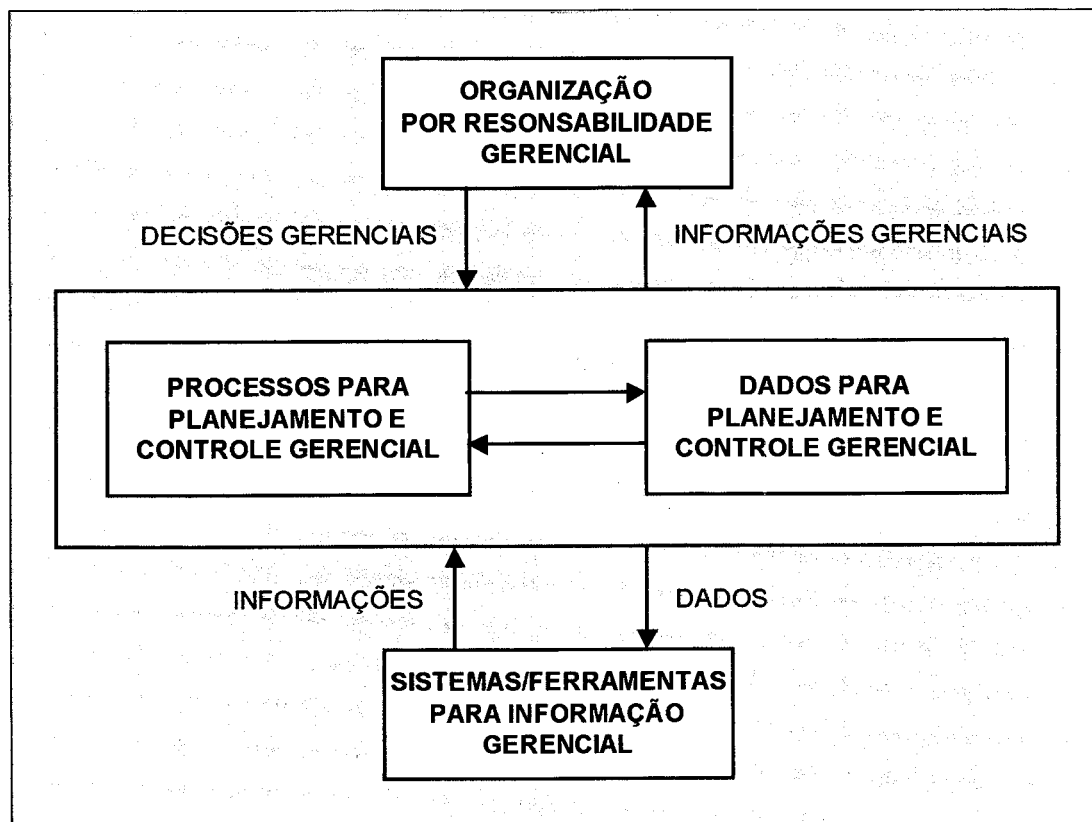 ORGANIZAÇÃO
POR RESONSABILIDADE
GERENCIAL
DECISÕES GERENCIAIS
INFORMAÇÕES GERENCIAIS
PROCESSOS PARA
PLANEJAMENTO E
CONTROLE GERENCIAL
DADOS PARA
PLANEJAMENTO E
CONTROLE GERENCIAL
INFORMAÇÕES
DADOS
SISTEMAS/FERRAMENTAS
PARA INFORMAÇÃO
GERENCIAL